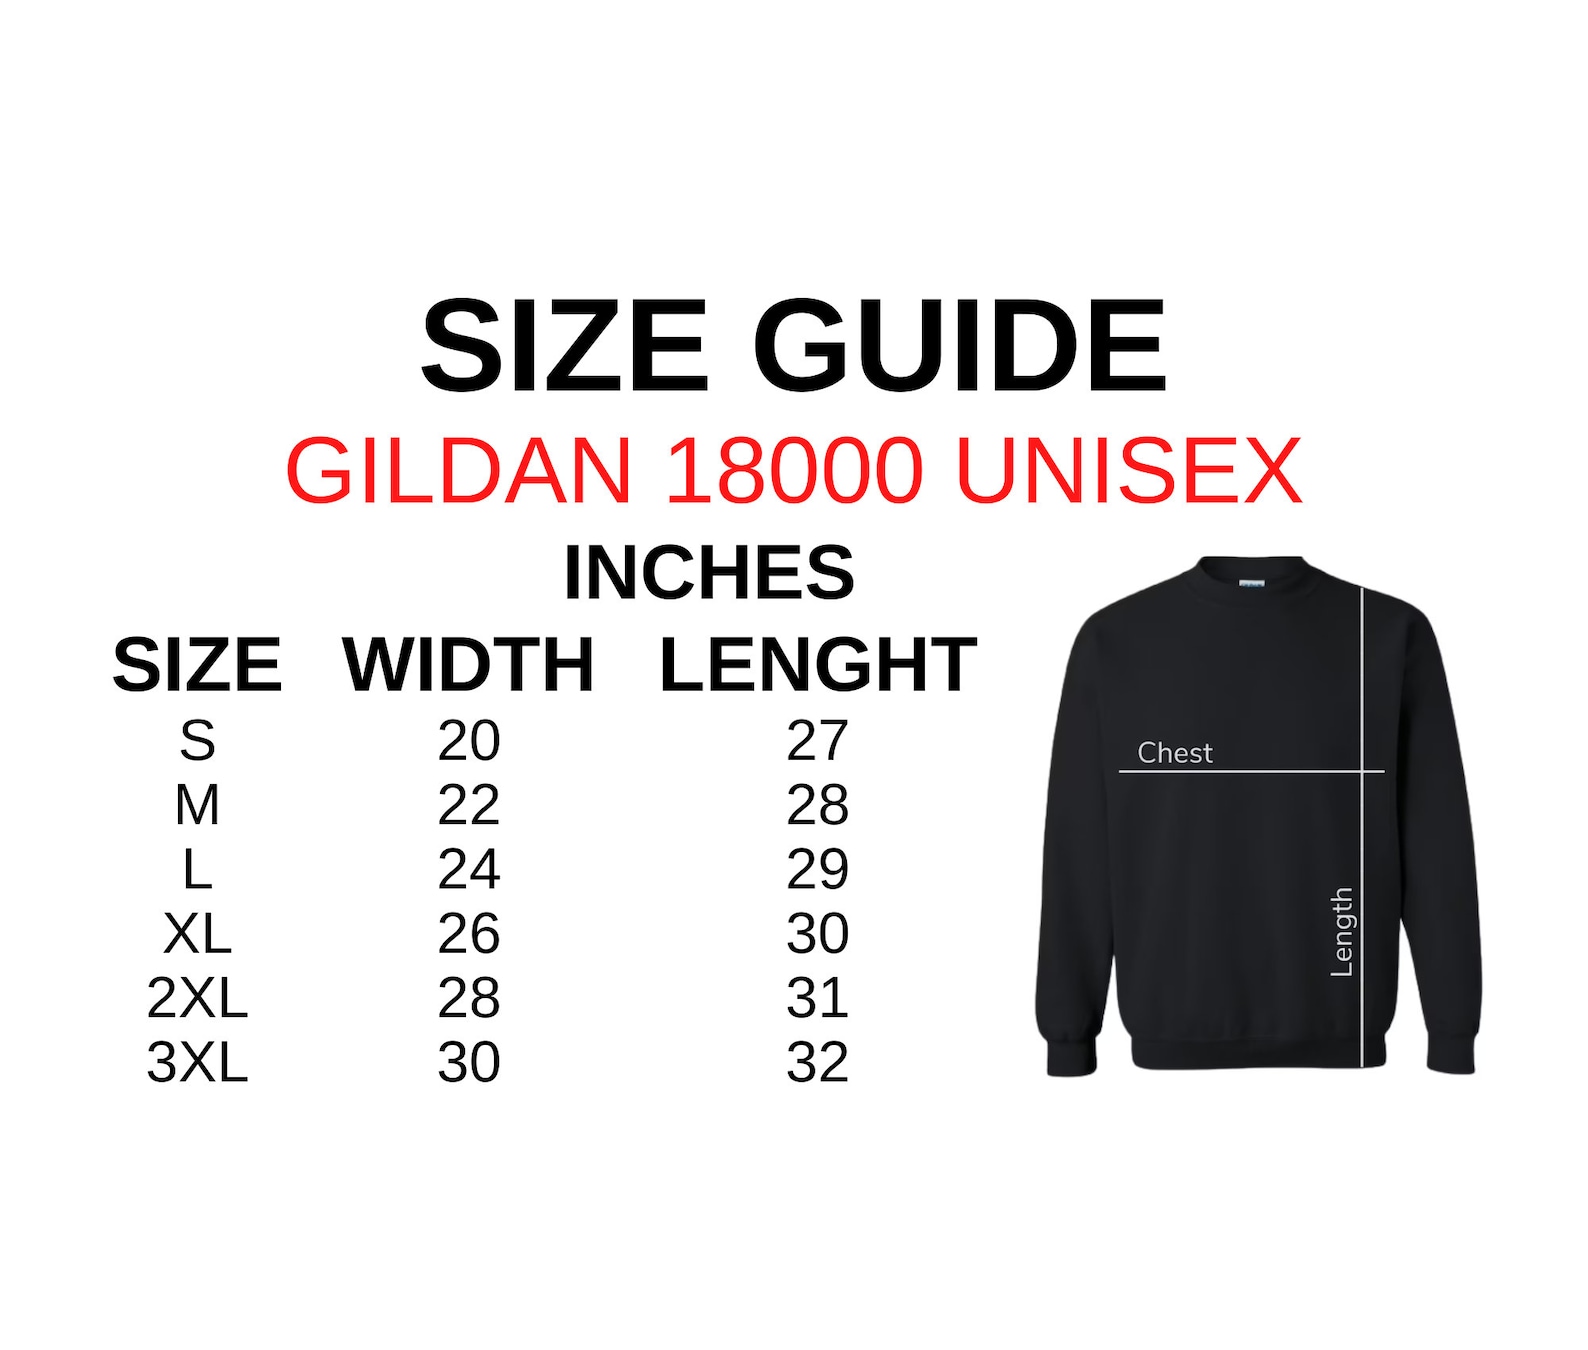 SIZE GUIDE
GILDAN 18000 UNISEX
INCHES
SIZE WIDTH LENGHT
S 20 27
M 22 28
L 24 29
XL 26 30
2XL 28 31
3XL 30 32
Chest
Length